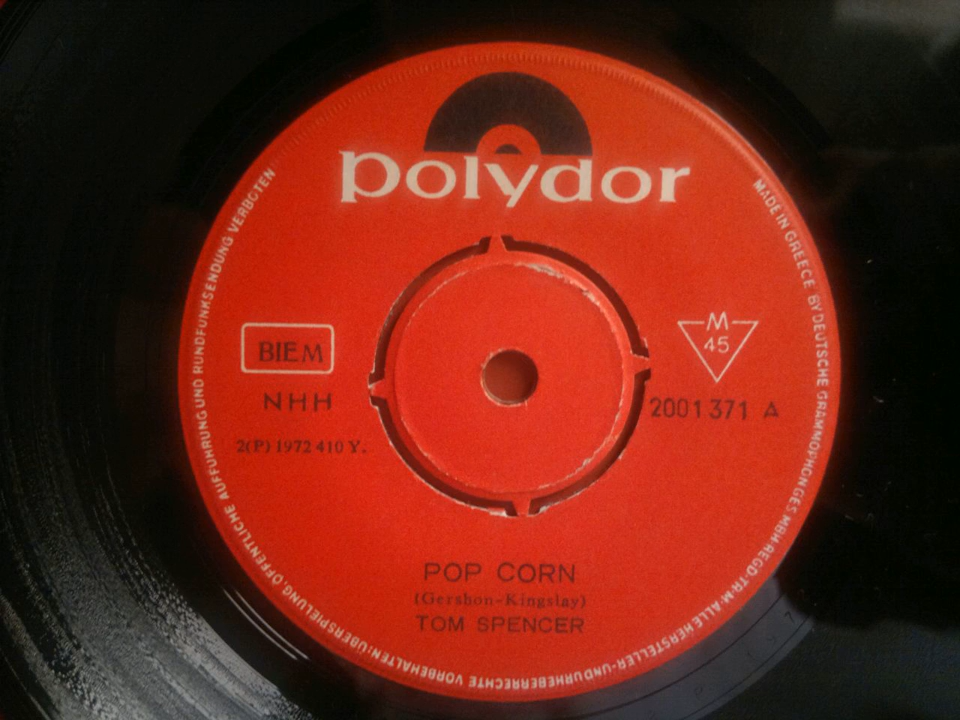 polydor
MADE IN GREECE BY DEUTSCHE GRAMMOPHON GES MBH·REGD·TR·M·ALLE HERSTELLER-UND URHEBERRECHTE VORBEHALTEN·ÜBERSPIELUNG, ÖFFENTLICHE AUFFÜHRUNG UND RUNDFUNKSENDUNG VERBOTEN
BIEM
NHH
2(P) 1972 410 Y.
M
45
2001 371 A
POP CORN
(Gershon-Kingslay)
TOM SPENCER